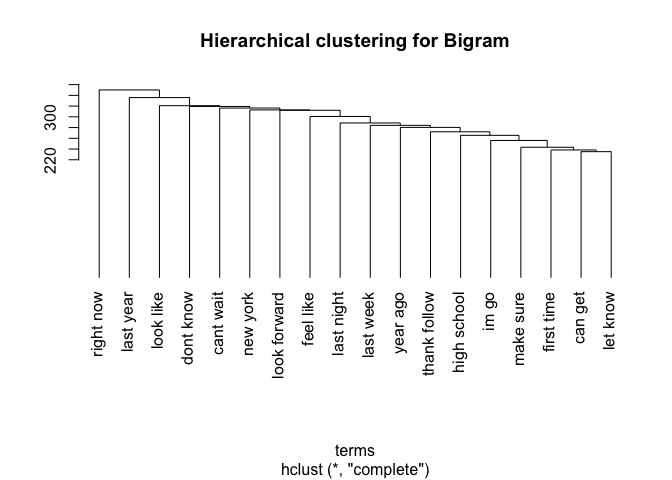 Hierarchical clustering for Bigram
300
220
right now
last year
look like
dont know
cant wait
new york
look forward
feel like
last night
last week
year ago
thank follow
high school
im go
make sure
first time
can get
let know
terms
hclust (*, "complete")